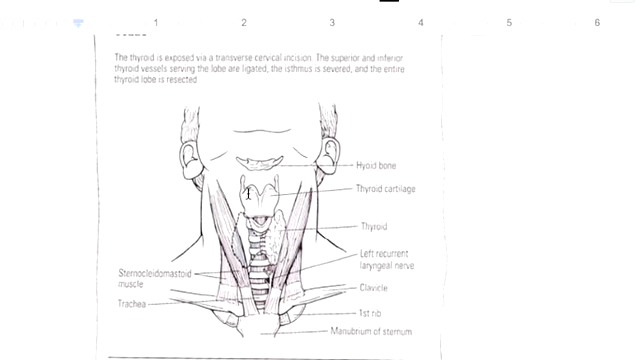 1 2 3 4 5 6
The thyroid is exposed via a transverse cervical incision. The superior and inferior
thyroid vessels serving the lobe are ligated, the isthmus is severed, and the entire
thyroid lobe is resected
Hyoid bone
Thyroid cartilage
Thyroid
Left recurrent
laryngeal nerve
Sternocleidomastoid
muscle
Clavicle
Trachea
1st rib
Manubrium of sternum